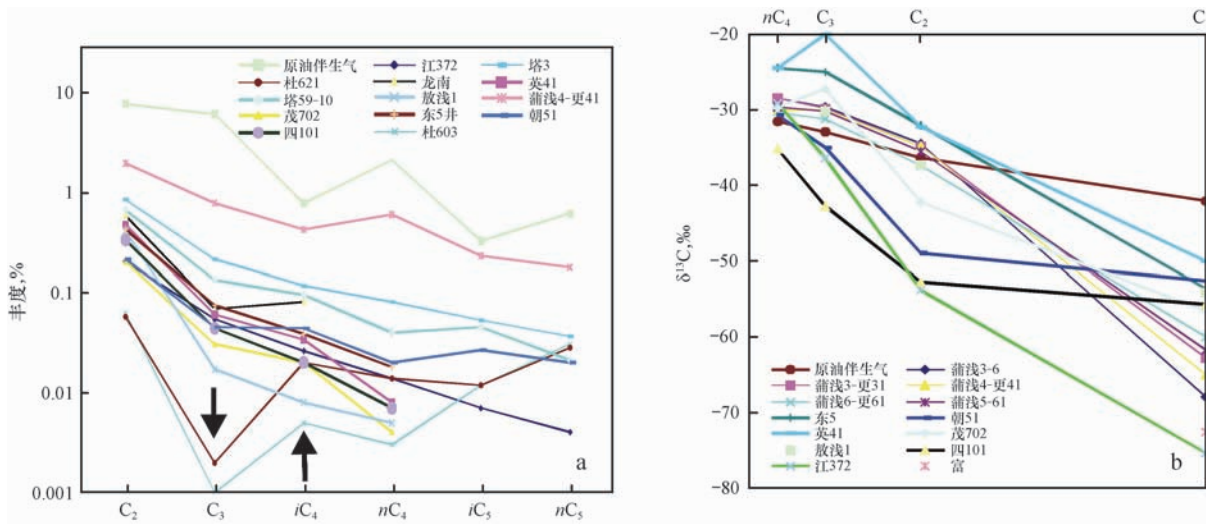 10
1
0.1
0.01
0.001
丰度,%
原油伴生气 江372 塔3
杜621 龙南 英41
塔59-10 放浅1 蒲浅4-更41
茂702 东5井 朝51
四101 杜603
a
C₂ C₃ iC₄ nC₄ iC₅ nC₅
nC₄ C₃ C₂ C
−20
−30
−40
−50
−60
−70
−80
δ¹³C,‰
原油伴生气 蒲浅3-6
蒲浅3-更31 蒲浅4-更41
蒲浅6-更61 蒲浅5-61
东5 朝51
英41 茂702
放浅1 四101
江372 富
b